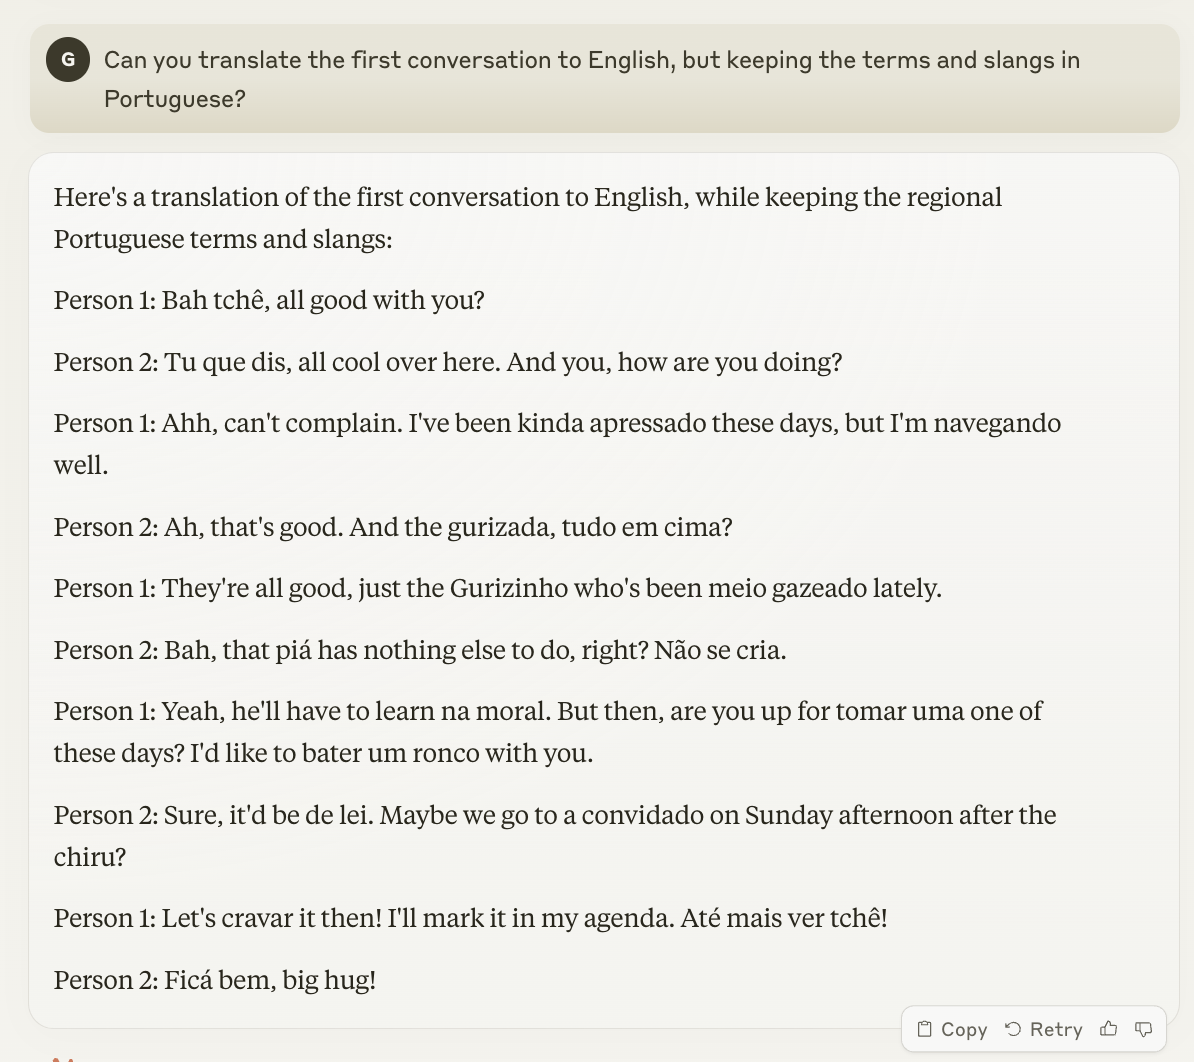 G
Can you translate the first conversation to English, but keeping the terms and slangs in
Portuguese?
Here's a translation of the first conversation to English, while keeping the regional
Portuguese terms and slangs:
Person 1: Bah tchê, all good with you?
Person 2: Tu que dis, all cool over here. And you, how are you doing?
Person 1: Ahh, can't complain. I've been kinda apressado these days, but I'm navegando
well.
Person 2: Ah, that's good. And the gurizada, tudo em cima?
Person 1: They're all good, just the Gurizinho who's been meio gazeado lately.
Person 2: Bah, that piá has nothing else to do, right? Não se cria.
Person 1: Yeah, he'll have to learn na moral. But then, are you up for tomar uma one of
these days? I'd like to bater um ronco with you.
Person 2: Sure, it'd be de lei. Maybe we go to a convidado on Sunday afternoon after the
chiru?
Person 1: Let's cravar it then! I'll mark it in my agenda. Até mais ver tchê!
Person 2: Ficá bem, big hug!
Copy Retry